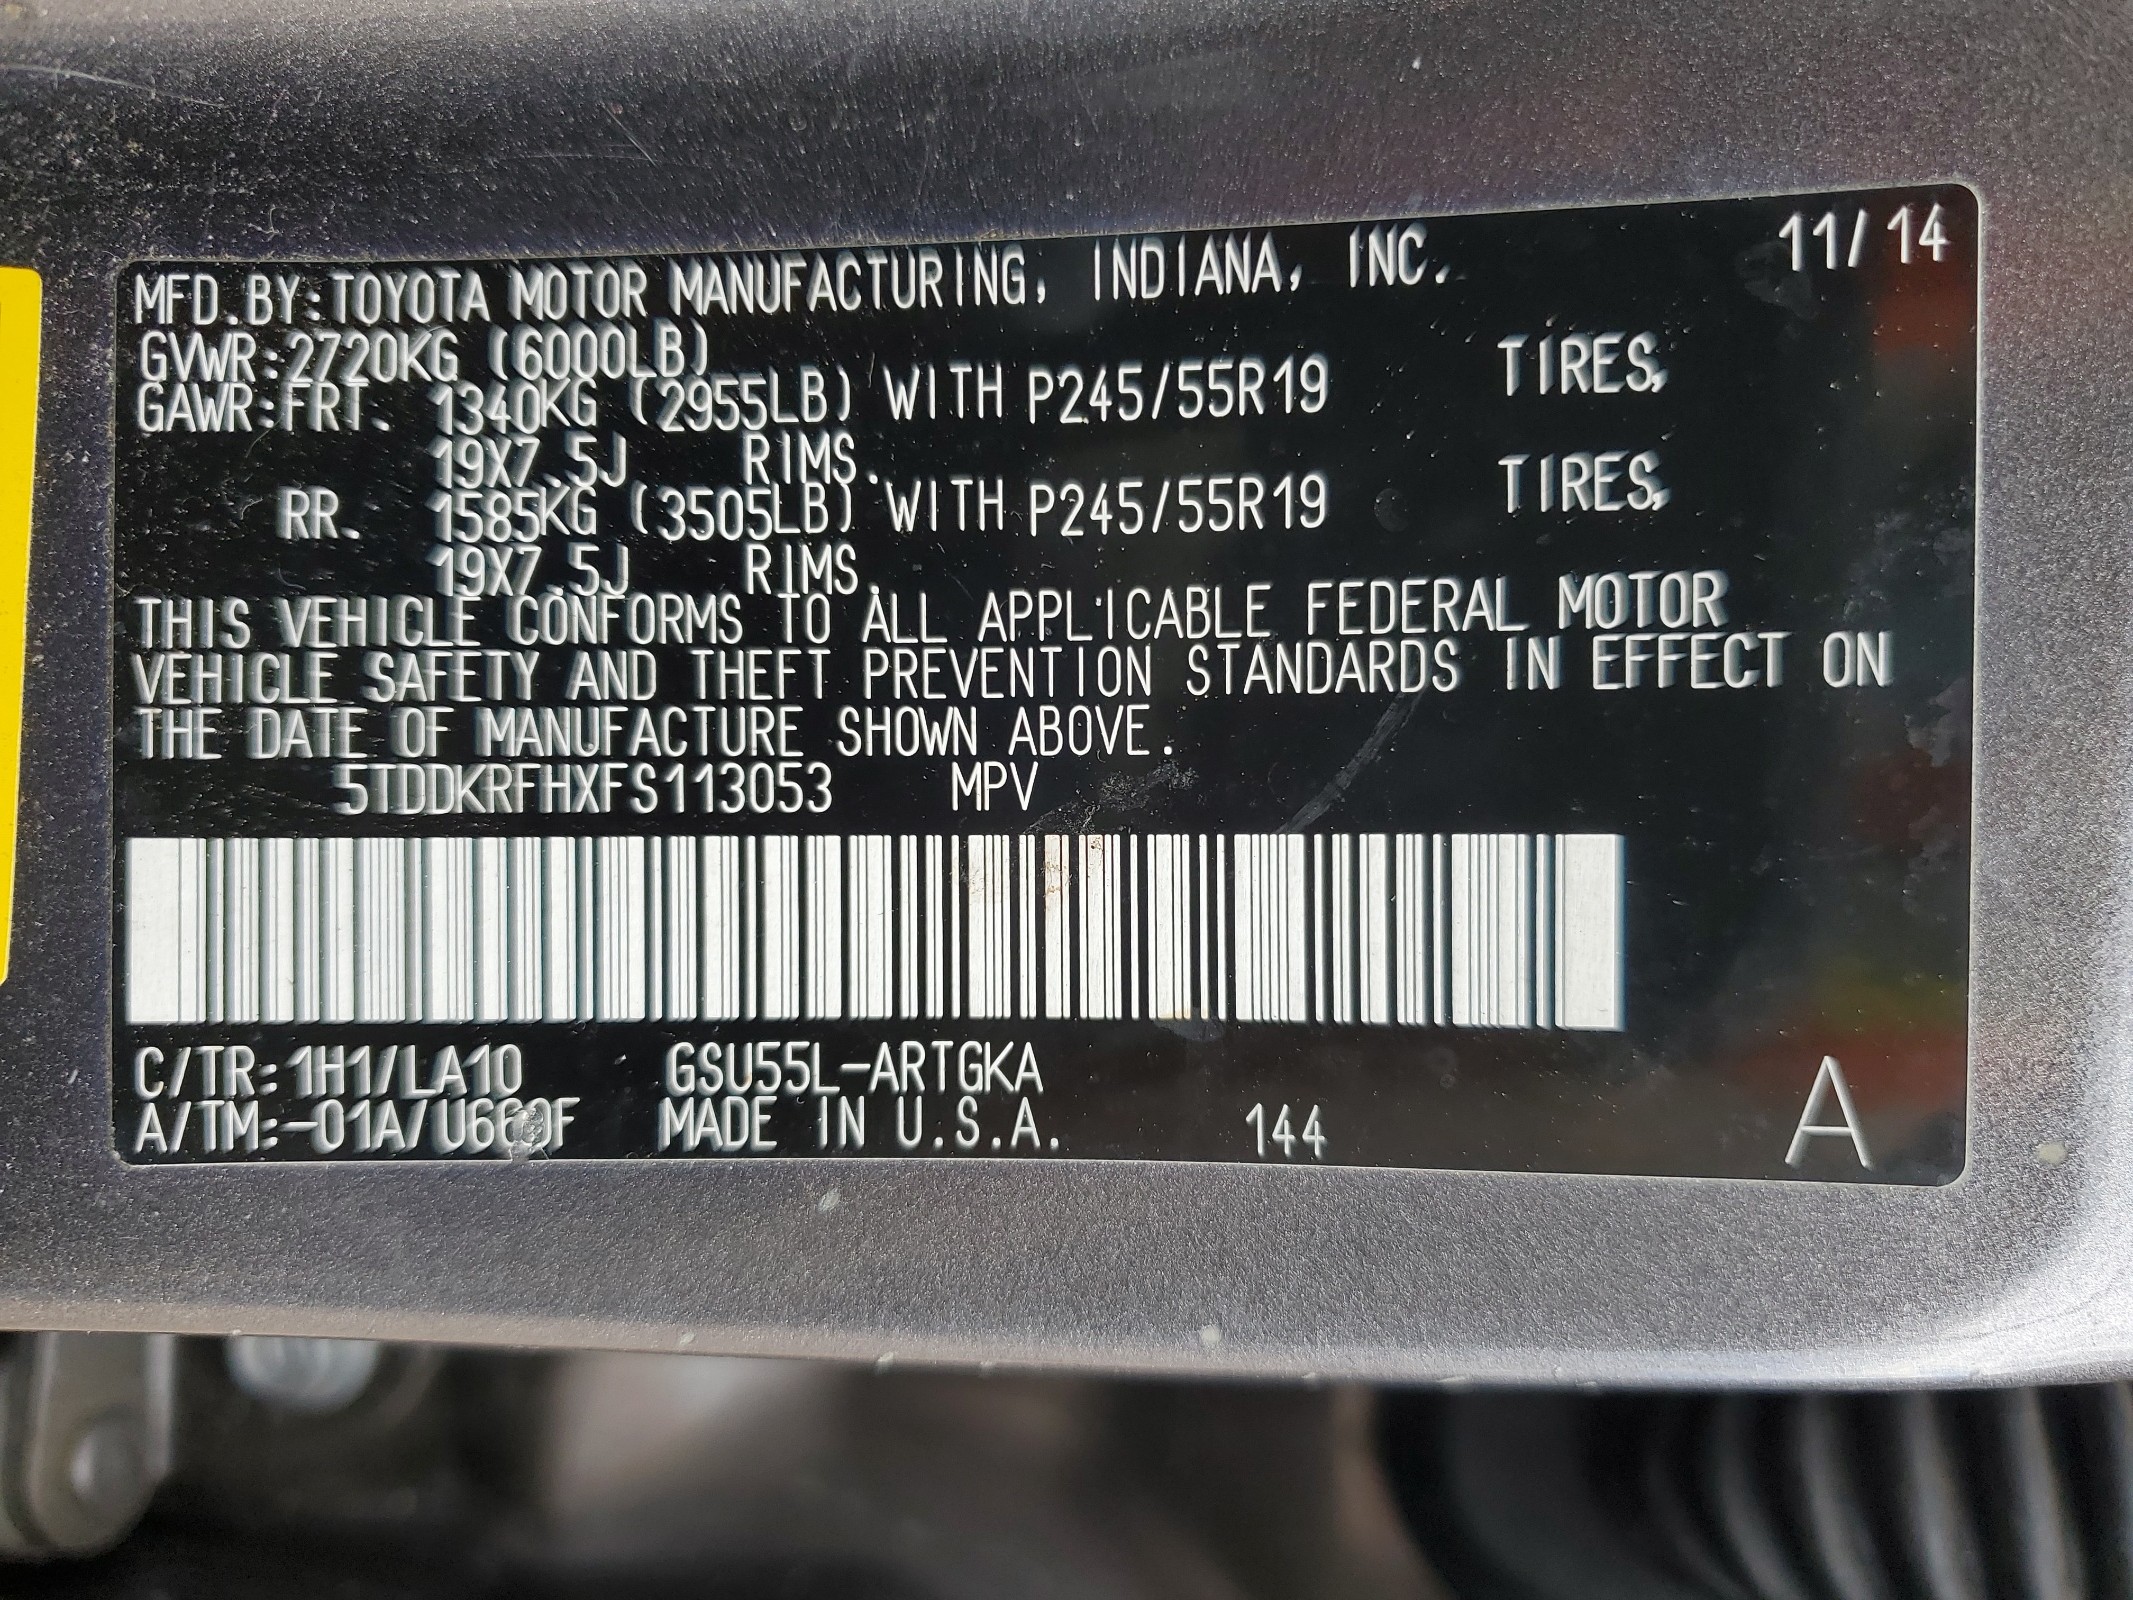 11/14
MFD.BY:TOYOTA MOTOR MANUFACTURING, INDIANA, INC.
GVWR:2720KG (6000LB)
GAWR:FRT. 1340KG (2955LB) WITH P245/55R19 TIRES,
19X7.5J RIMS.
RR. 1585KG (3505LB) WITH P245/55R19 TIRES,
19X7.5J RIMS.
THIS VEHICLE CONFORMS TO ALL APPLICABLE FEDERAL MOTOR
VEHICLE SAFETY AND THEFT PREVENTION STANDARDS IN EFFECT ON
THE DATE OF MANUFACTURE SHOWN ABOVE.
5TDDKRFHXFS113053 MPV
C/TR:1H1/LA10 GSU55L-ARTGKA
A/TM:-01A/U660F MADE IN U.S.A. 144 A